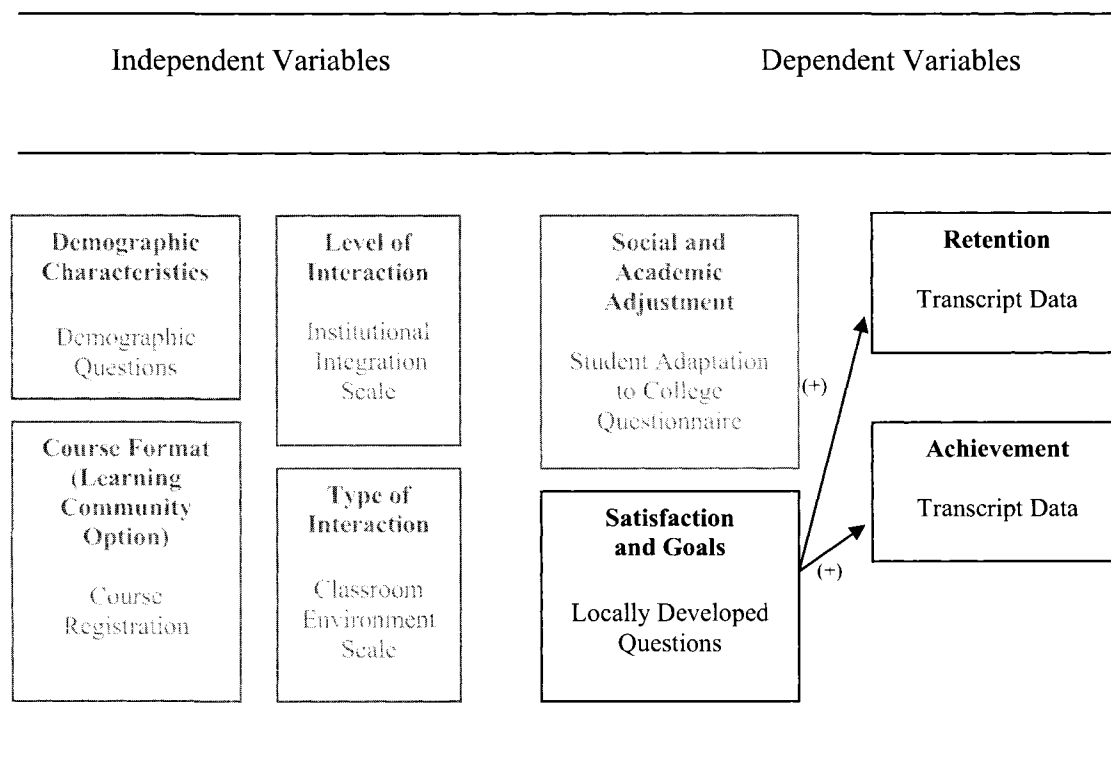 Independent Variables
Dependent Variables
Demographic
Characteristics
Demographic
Questions
Level of
Interaction
Institutional
Integration
Scale
Social and
Academic
Adjustment
Student Adaptation
to College
Questionnaire
Retention
Transcript Data
(+)
Course Format
(Learning
Community
Option)
Course
Registration
Type of
Interaction
Classroom
Environment
Scale
Satisfaction
and Goals
Locally Developed
Questions
(+)
Achievement
Transcript Data